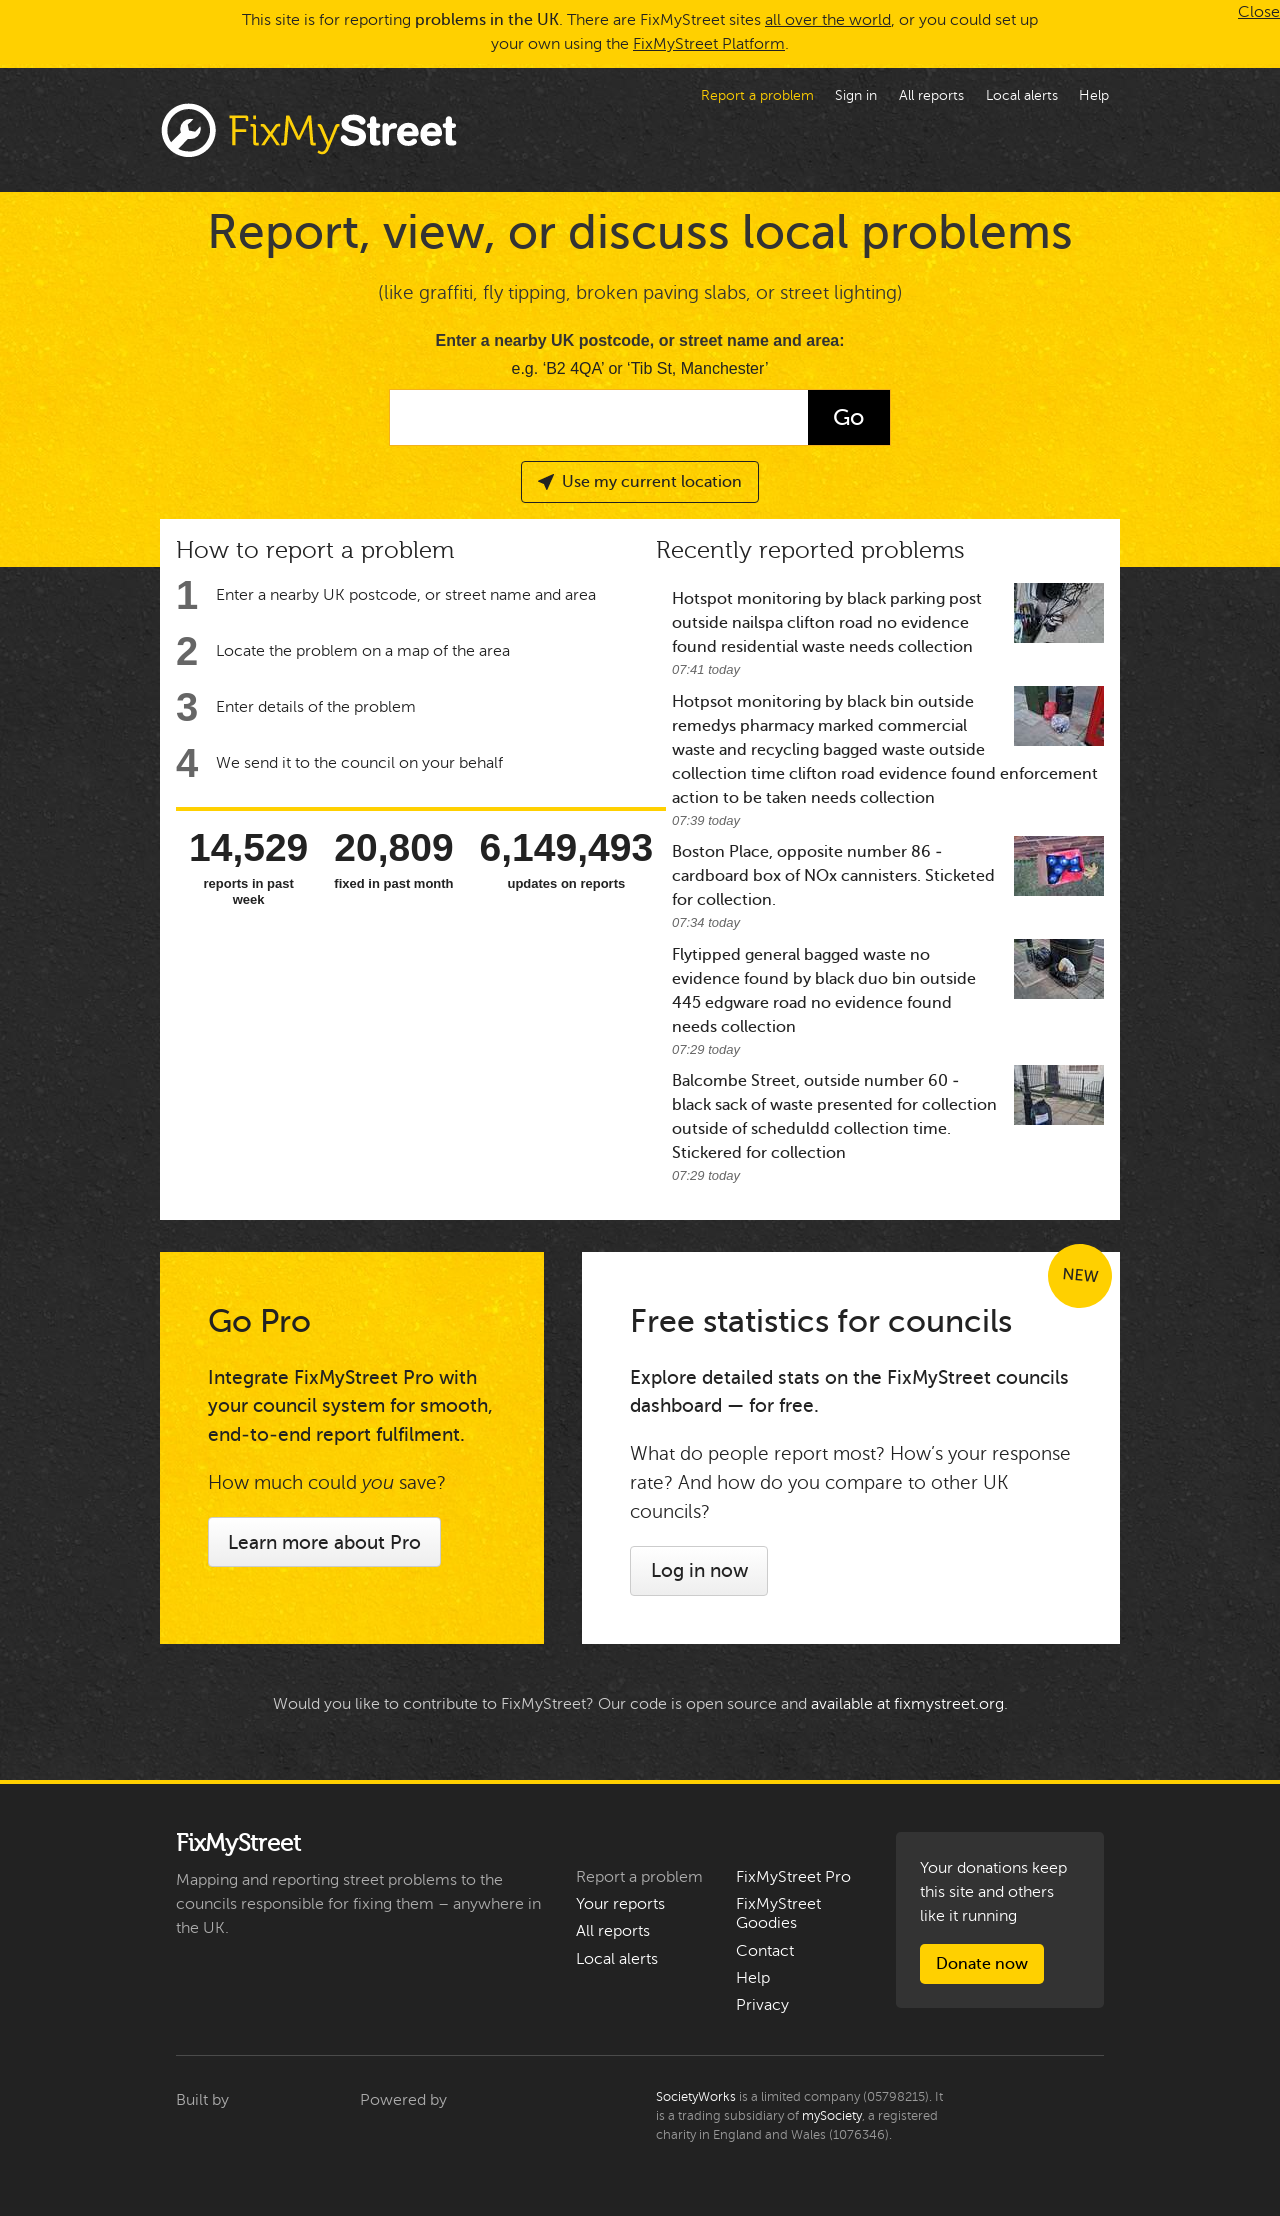 This site is for reporting problems in the UK. There are FixMyStreet sites all over the world, or you could set up
your own using the FixMyStreet Platform.
Close
Report a problem Sign in All reports Local alerts Help
FixMyStreet
Report, view, or discuss local problems
(like graffiti, fly tipping, broken paving slabs, or street lighting)
Enter a nearby UK postcode, or street name and area:
e.g. ‘B2 4QA’ or ‘Tib St, Manchester’
Go
Use my current location
How to report a problem
1 Enter a nearby UK postcode, or street name and area
2 Locate the problem on a map of the area
3 Enter details of the problem
4 We send it to the council on your behalf
14,529 20,809 6,149,493
reports in past fixed in past month updates on reports
week
Recently reported problems
Hotspot monitoring by black parking post
outside nailspa clifton road no evidence
found residential waste needs collection
07:41 today
Hotpsot monitoring by black bin outside
remedys pharmacy marked commercial
waste and recycling bagged waste outside
collection time clifton road evidence found enforcement
action to be taken needs collection
07:39 today
Boston Place, opposite number 86 -
cardboard box of NOx cannisters. Sticketed
for collection.
07:34 today
Flytipped general bagged waste no
evidence found by black duo bin outside
445 edgware road no evidence found
needs collection
07:29 today
Balcombe Street, outside number 60 -
black sack of waste presented for collection
outside of scheduldd collection time.
Stickered for collection
07:29 today
Go Pro
Integrate FixMyStreet Pro with
your council system for smooth,
end-to-end report fulfilment.
How much could you save?
Learn more about Pro
NEW
Free statistics for councils
Explore detailed stats on the FixMyStreet councils
dashboard — for free.
What do people report most? How’s your response
rate? And how do you compare to other UK
councils?
Log in now
Would you like to contribute to FixMyStreet? Our code is open source and available at fixmystreet.org.
FixMyStreet
Mapping and reporting street problems to the
councils responsible for fixing them – anywhere in
the UK.
Report a problem
Your reports
All reports
Local alerts
FixMyStreet Pro
FixMyStreet
Goodies
Contact
Help
Privacy
Your donations keep
this site and others
like it running
Donate now
Built by
Powered by
SocietyWorks is a limited company (05798215). It
is a trading subsidiary of mySociety, a registered
charity in England and Wales (1076346).